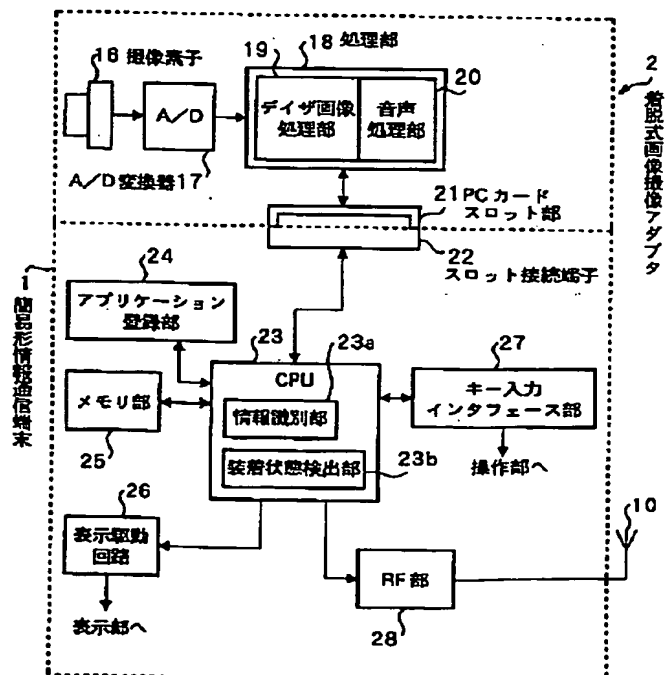 16 撮像素子
A/D
A/D変換器17
19
18 処理部
20
デイザ画像
処理部
音声
処理部
2
着脱式画像撮像アダプタ
21 PCカード
スロット部
22
スロット接続端子
1 簡易形情報通信端末
24
アプリケーション
登録部
23
23a
CPU
情報識別部
装着状態検出部
23b
27
キー入力
インタフェース部
操作部へ
メモリ部
25
26
表示駆動
回路
表示部へ
RF部
28
10